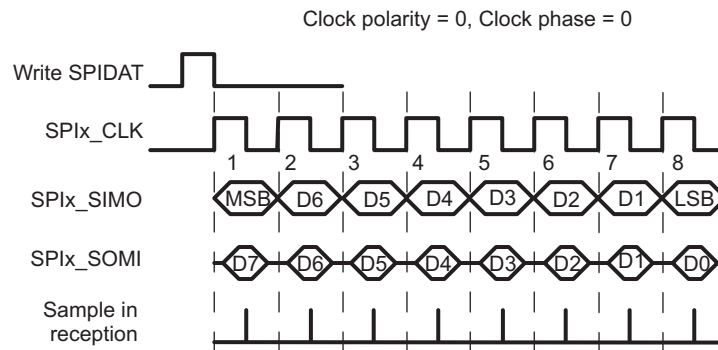 Clock polarity = 0, Clock phase = 0
Write SPIDAT
SPIx_CLK
1 2 3 4 5 6 7 8
SPIx_SIMO MSB D6 D5 D4 D3 D2 D1 LSB
SPIx_SOMI D7 D6 D5 D4 D3 D2 D1 D0
Sample in
reception